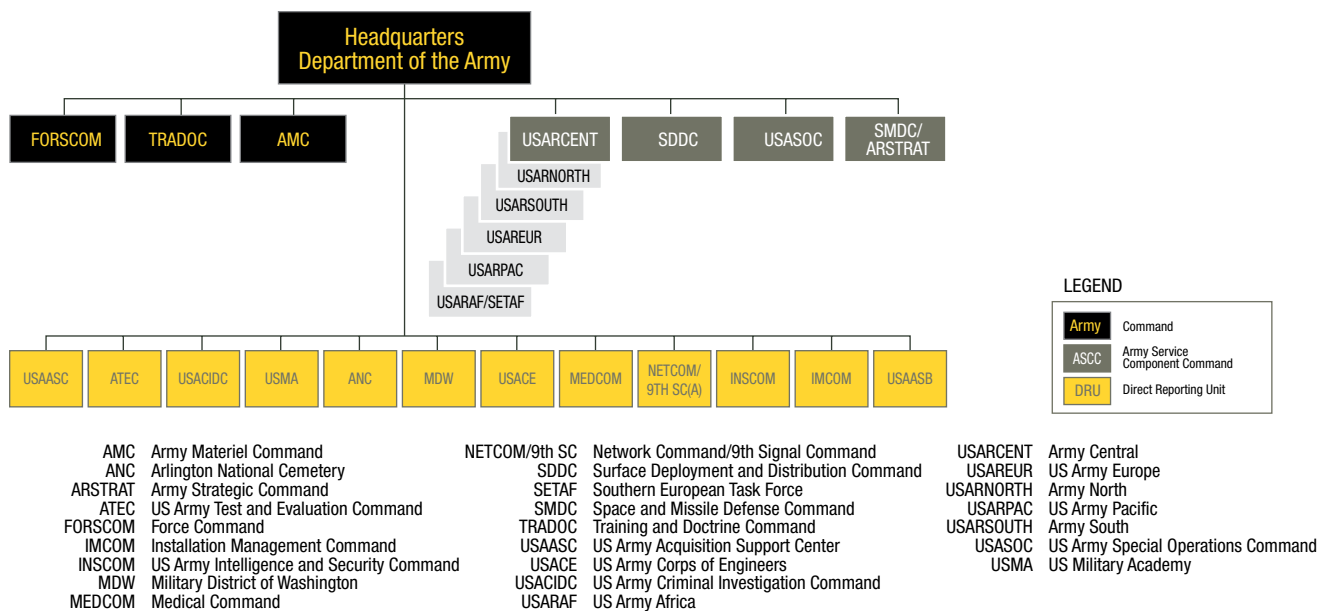 Headquarters
Department of the Army
FORSCOM
TRADOC
AMC
USARCENT
SDDC
USASOC
SMDC/
ARSTRAT
USARNORTH
USARSOUTH
USAREUR
USARPAC
USARAF/SETAF
LEGEND
Army Command
ASCC Army Service
Component Command
DRU Direct Reporting Unit
USAASC
ATEC
USACIDC
USMA
ANC
MDW
USACE
MEDCOM
NETCOM/
9TH SC(A)
INSCOM
IMCOM
USAASB
AMC Army Materiel Command
ANC Arlington National Cemetery
ARSTRAT Army Strategic Command
ATEC US Army Test and Evaluation Command
FORSCOM Force Command
IMCOM Installation Management Command
INSCOM US Army Intelligence and Security Command
MDW Military District of Washington
MEDCOM Medical Command
NETCOM/9th SC Network Command/9th Signal Command
SDDC Surface Deployment and Distribution Command
SETAF Southern European Task Force
SMDC Space and Missile Defense Command
TRADOC Training and Doctrine Command
USAASC US Army Acquisition Support Center
USACE US Army Corps of Engineers
USACIDC US Army Criminal Investigation Command
USARAF US Army Africa
USARCENT Army Central
USAREUR US Army Europe
USARNORTH Army North
USARPAC US Army Pacific
USARSOUTH Army South
USASOC US Army Special Operations Command
USMA US Military Academy